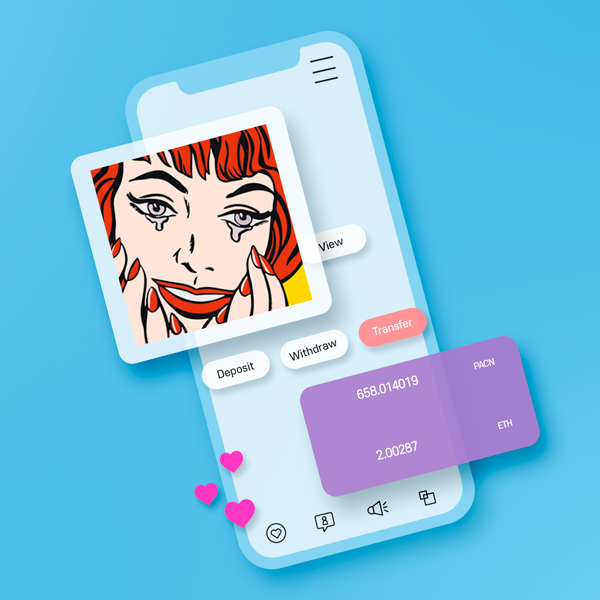 View
Deposit
Withdraw
Transfer
658.014019
PACN
2.00287
ETH
8